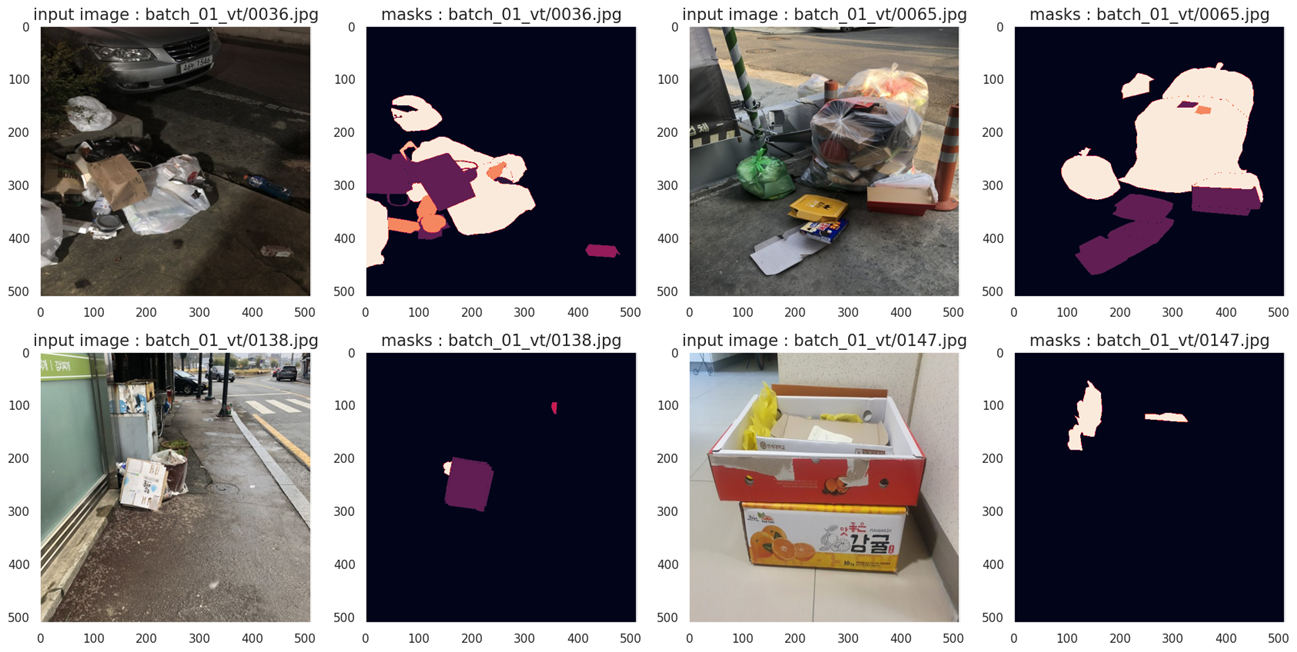 input image : batch_01_vt/0036.jpg
masks : batch_01_vt/0036.jpg
input image : batch_01_vt/0065.jpg
masks : batch_01_vt/0065.jpg
0
100
200
300
400
500
0 100 200 300 400 500
0
100
200
300
400
500
0 100 200 300 400 500
0
100
200
300
400
500
0 100 200 300 400 500
0
100
200
300
400
500
0 100 200 300 400 500
input image : batch_01_vt/0138.jpg
masks : batch_01_vt/0138.jpg
input image : batch_01_vt/0147.jpg
masks : batch_01_vt/0147.jpg
0
100
200
300
400
500
0 100 200 300 400 500
0
100
200
300
400
500
0 100 200 300 400 500
0
100
200
300
400
500
맛좋은
감귤
0 100 200 300 400 500
0
100
200
300
400
500
0 100 200 300 400 500